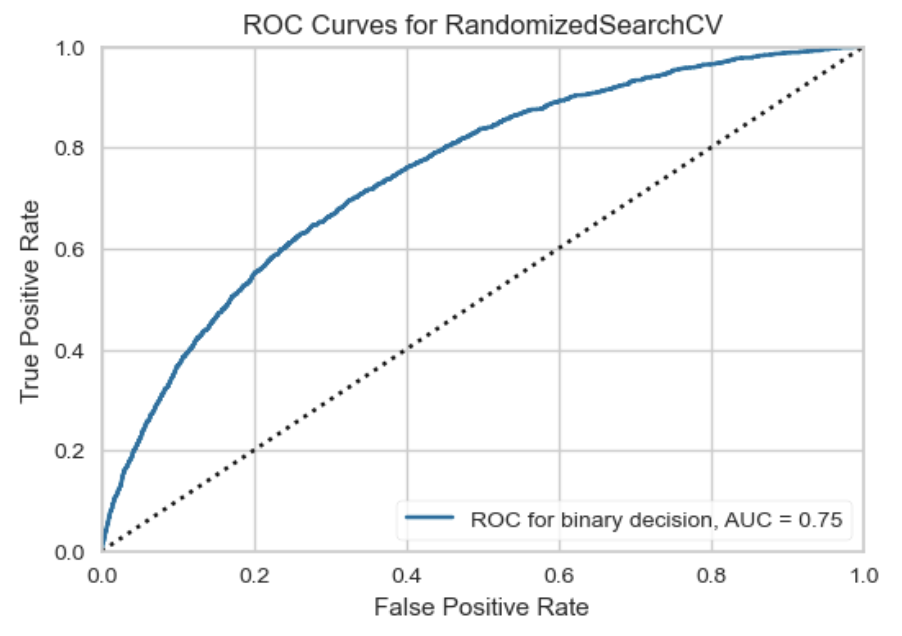 ROC Curves for RandomizedSearchCV
1.0
0.8
0.6
0.4
0.2
0.0
True Positive Rate
ROC for binary decision, AUC = 0.75
0.0 0.2 0.4 0.6 0.8 1.0
False Positive Rate